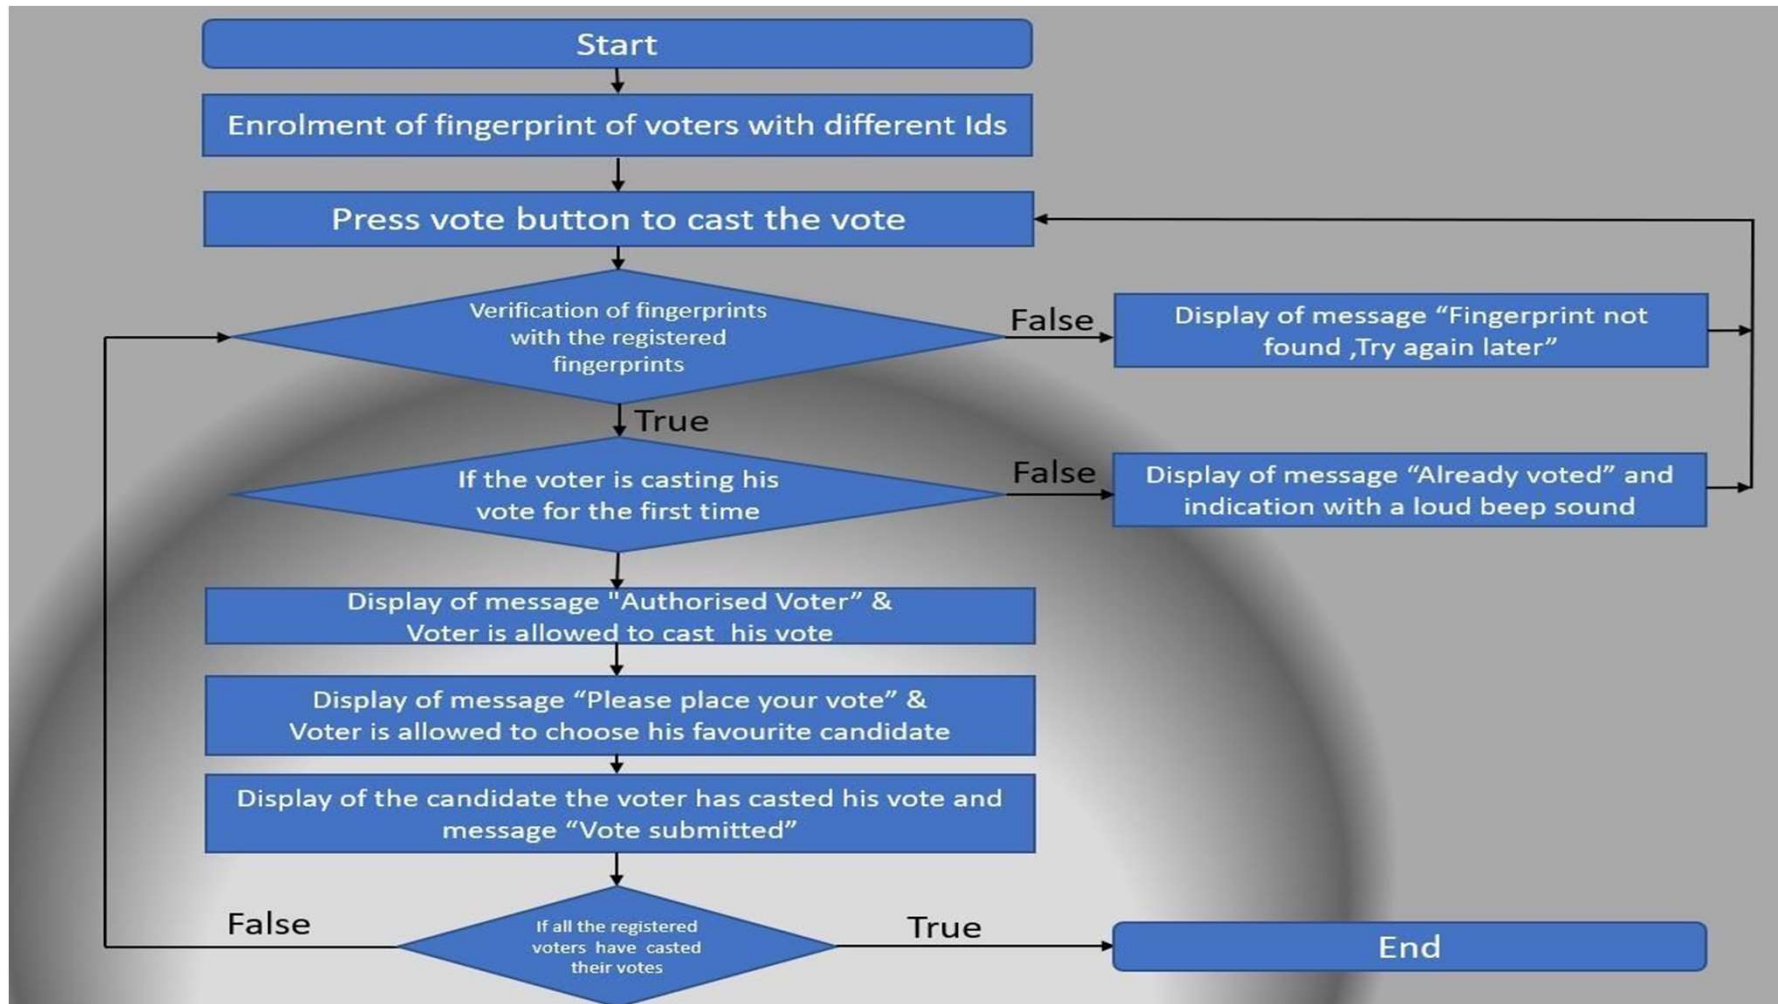 Start
Enrolment of fingerprint of voters with different Ids
Press vote button to cast the vote
Verification of fingerprints
with the registered
fingerprints
False
Display of message “Fingerprint not
found ,Try again later”
True
If the voter is casting his
vote for the first time
False
Display of message “Already voted” and
indication with a loud beep sound
Display of message "Authorised Voter” &
Voter is allowed to cast his vote
Display of message “Please place your vote” &
Voter is allowed to choose his favourite candidate
Display of the candidate the voter has casted his vote and
message “Vote submitted”
False
If all the registered
voters have casted
their votes
True
End